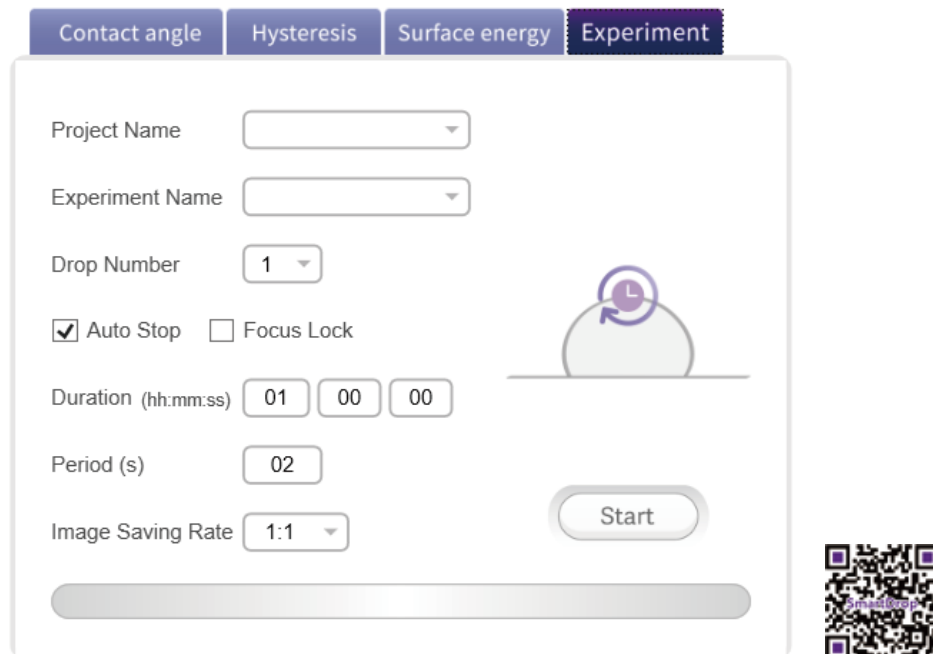 Contact angle Hysteresis Surface energy Experiment
Project Name
Experiment Name
Drop Number 1
Auto Stop Focus Lock
Duration (hh:mm:ss) 01 00 00
Period (s) 02
Start
Image Saving Rate 1:1
SmartDrop